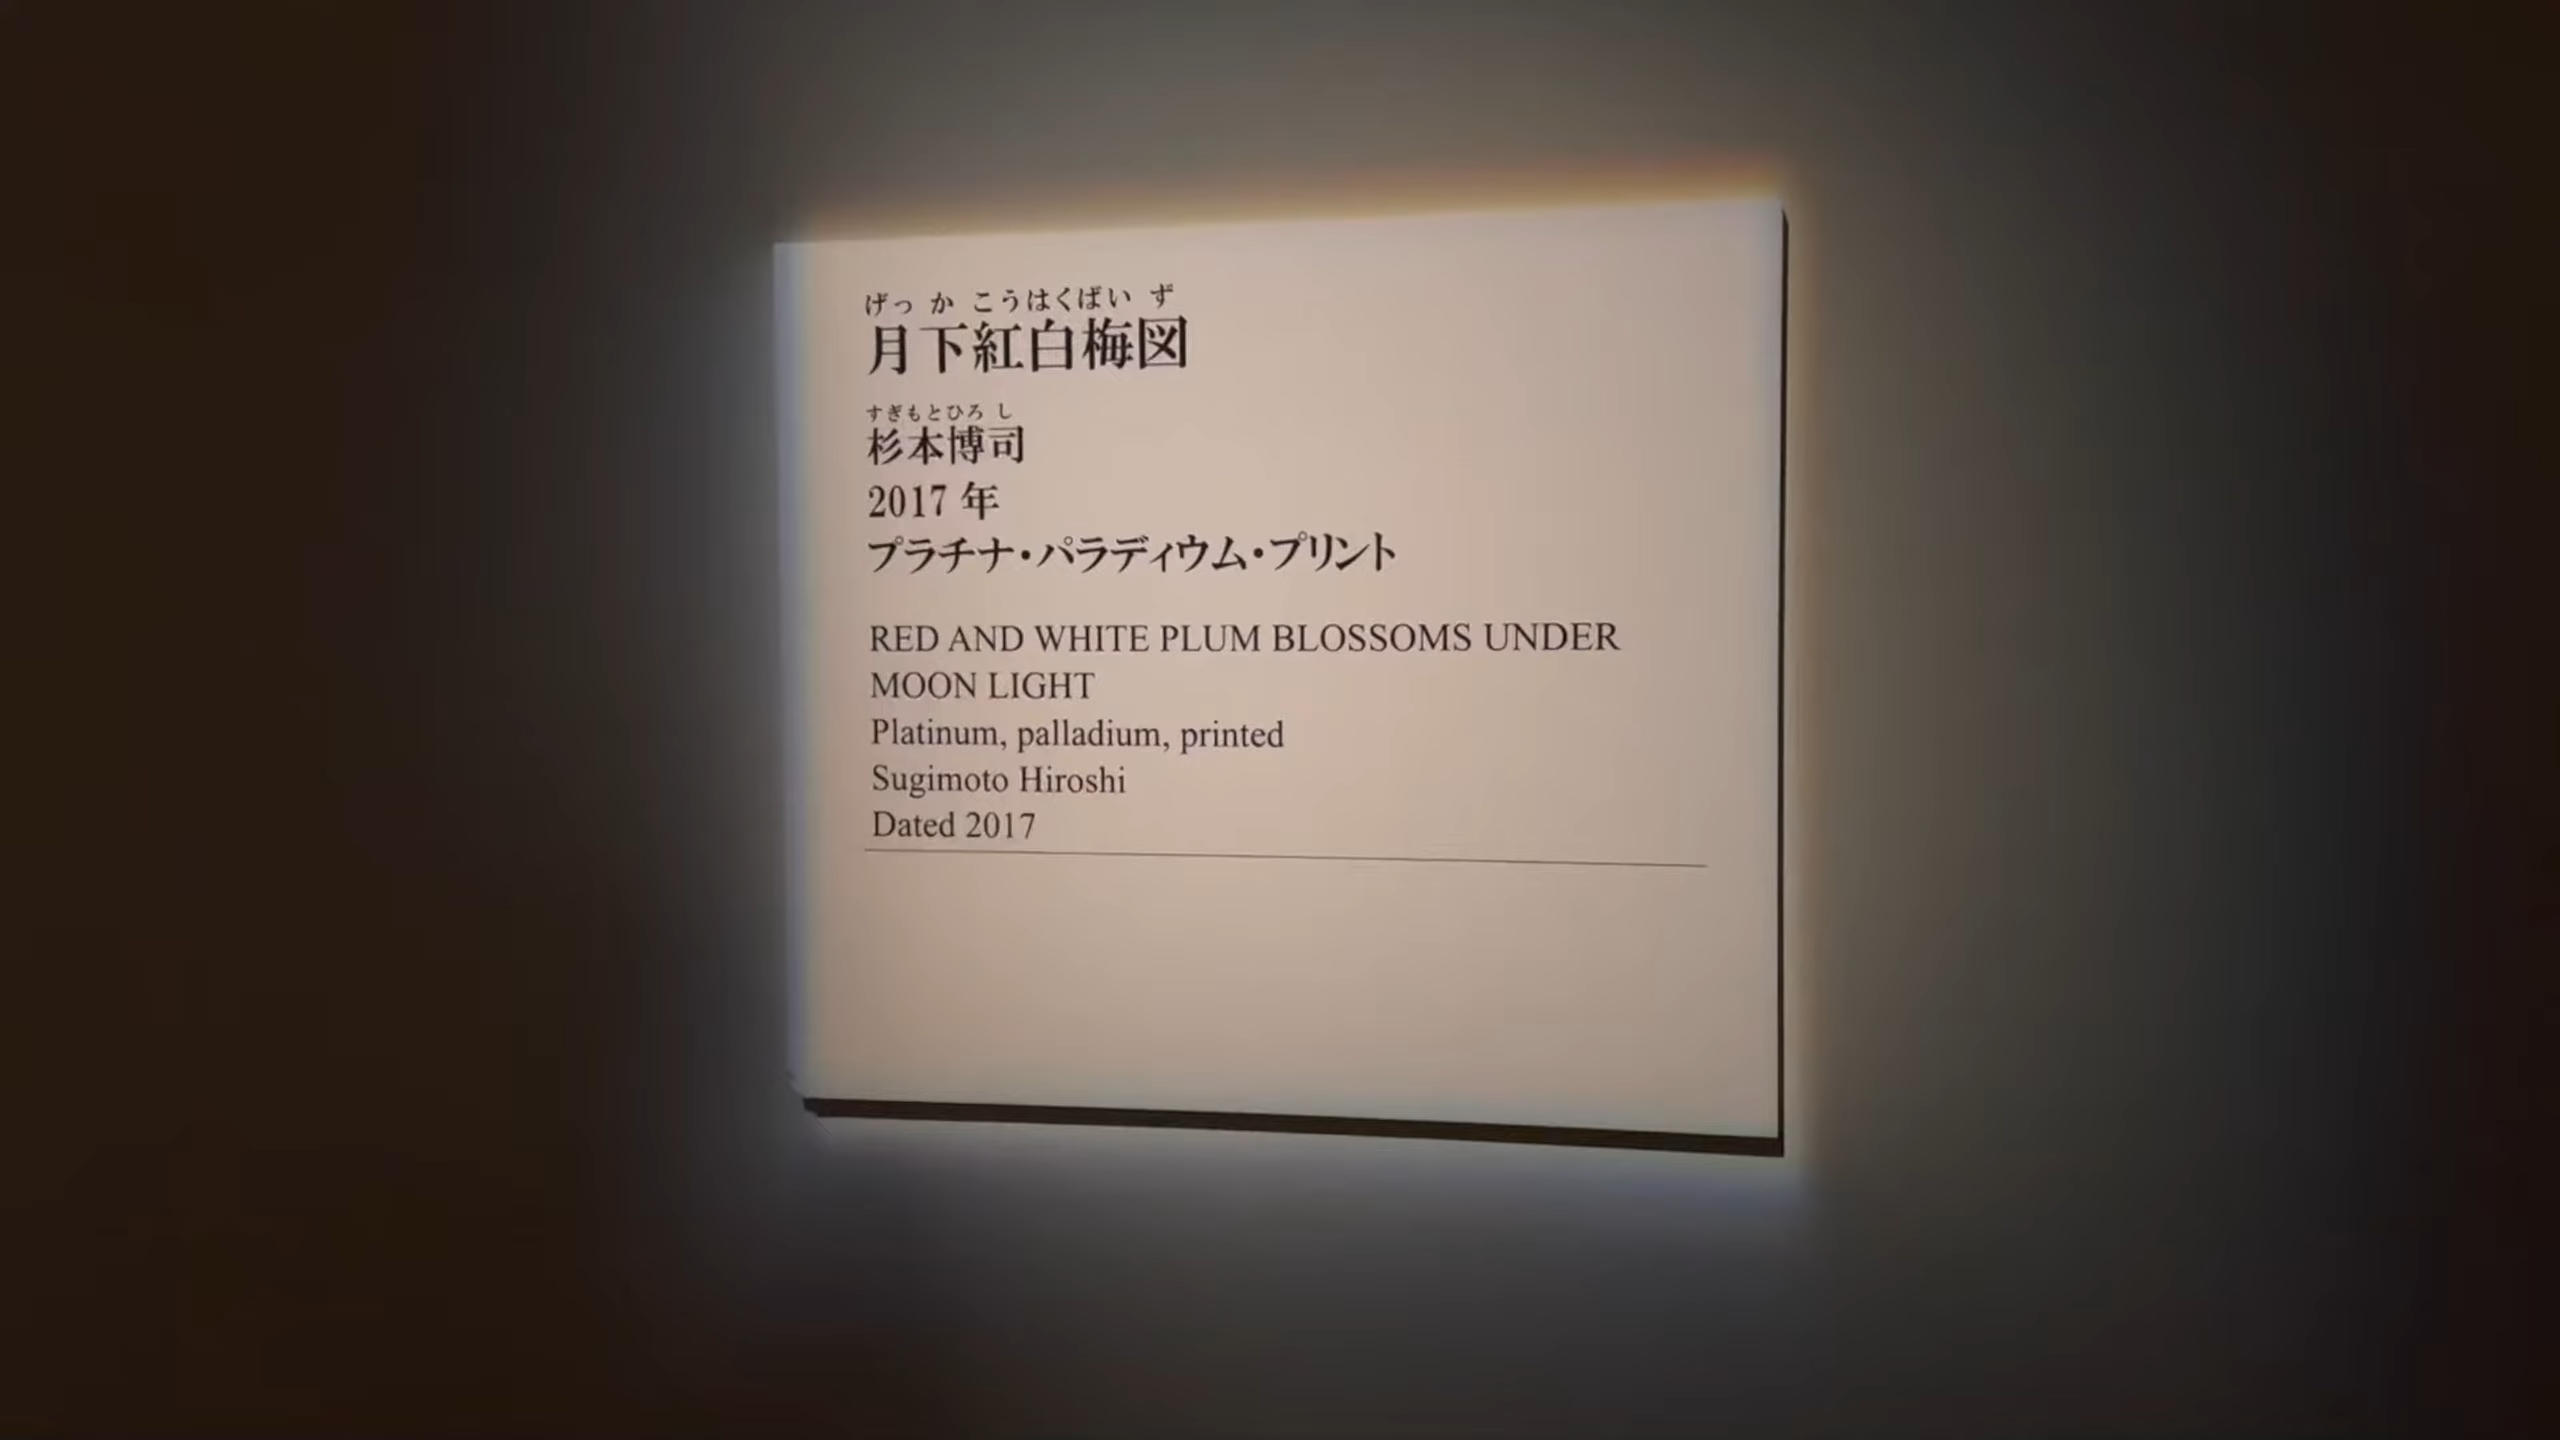 げっ か こうはくばい ず
月下紅白梅図
すぎもとひろ し
杉本博司
2017 年
プラチナ・パラディウム・プリント
RED AND WHITE PLUM BLOSSOMS UNDER
MOON LIGHT
Platinum, palladium, printed
Sugimoto Hiroshi
Dated 2017